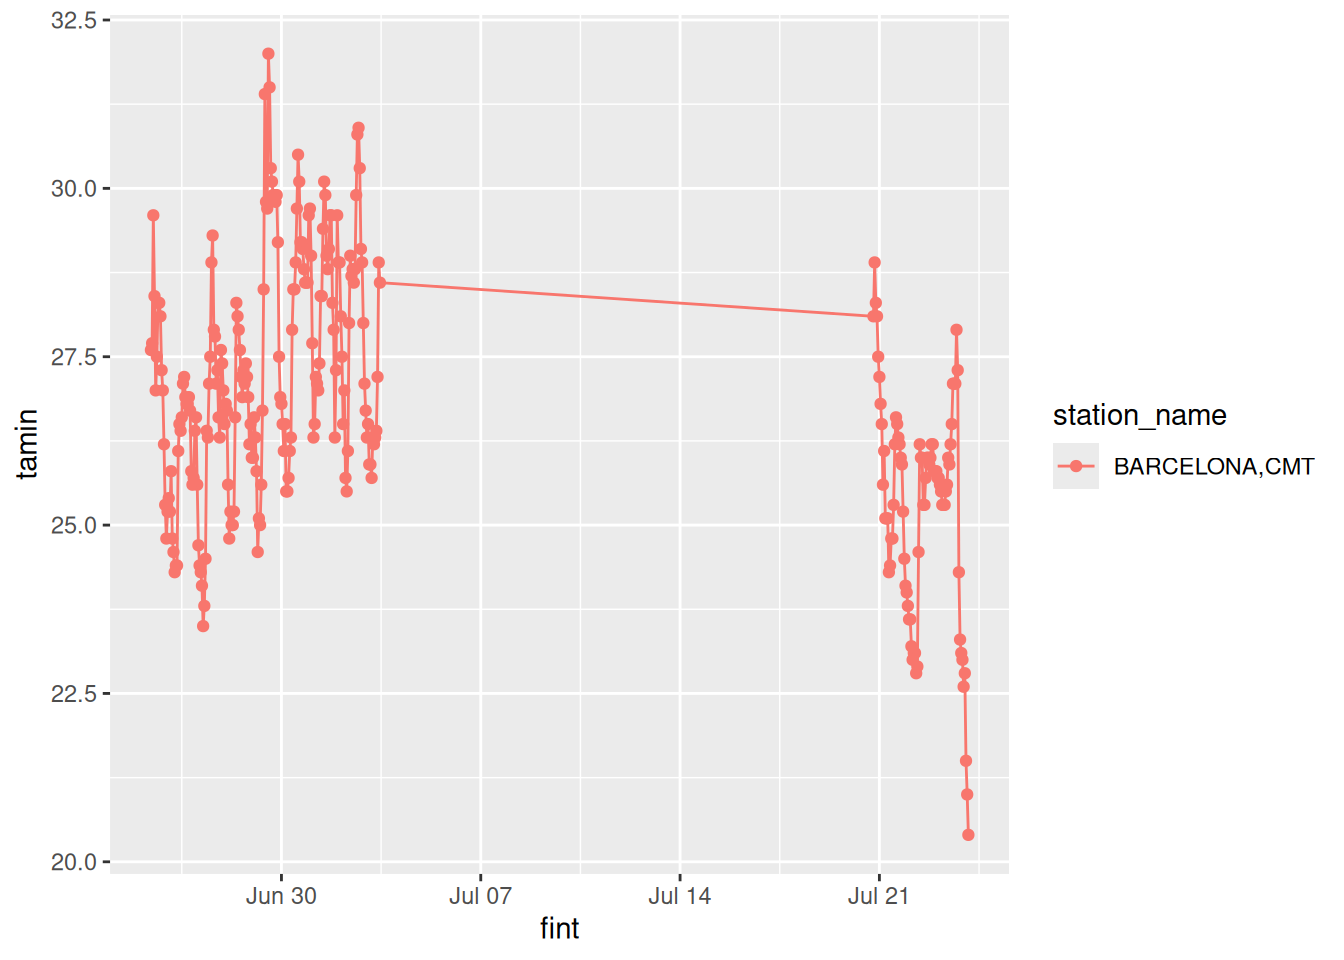 32.5
30.0
27.5
25.0
22.5
20.0
tamin
Jun 30
Jul 07
Jul 14
Jul 21
fint
station_name
BARCELONA,CMT